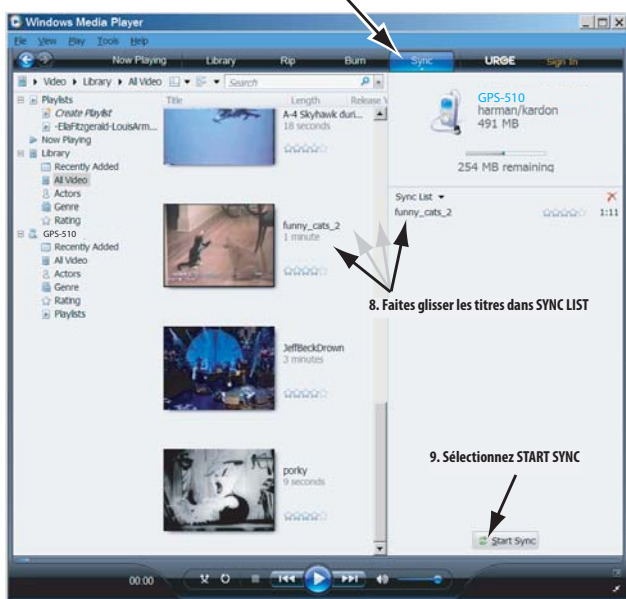 Windows Media Player
File View Play Tools Help
Now Playing Library Rip Burn Sync URGE Sign In
Video Library All Video Search
Playlists
Create Playlist
-EllaFitzgerald-LouisArm...
Now Playing
Library
Recently Added
All Video
Actors
Genre
Rating
GPS-510
Recently Added
All Video
Actors
Genre
Rating
Playlists
Title Length Release Y
A-4 Skyhawk duri...
18 seconds
funny_cats_2
1 minute
JeffBeckDrown
3 minutes
porky
9 seconds
GPS-510
harman/kardon
491 MB
254 MB remaining
Sync List
funny_cats_2 1:11
8. Faites glisser les titres dans SYNC LIST
9. Sélectionnez START SYNC
Start Sync
00:00